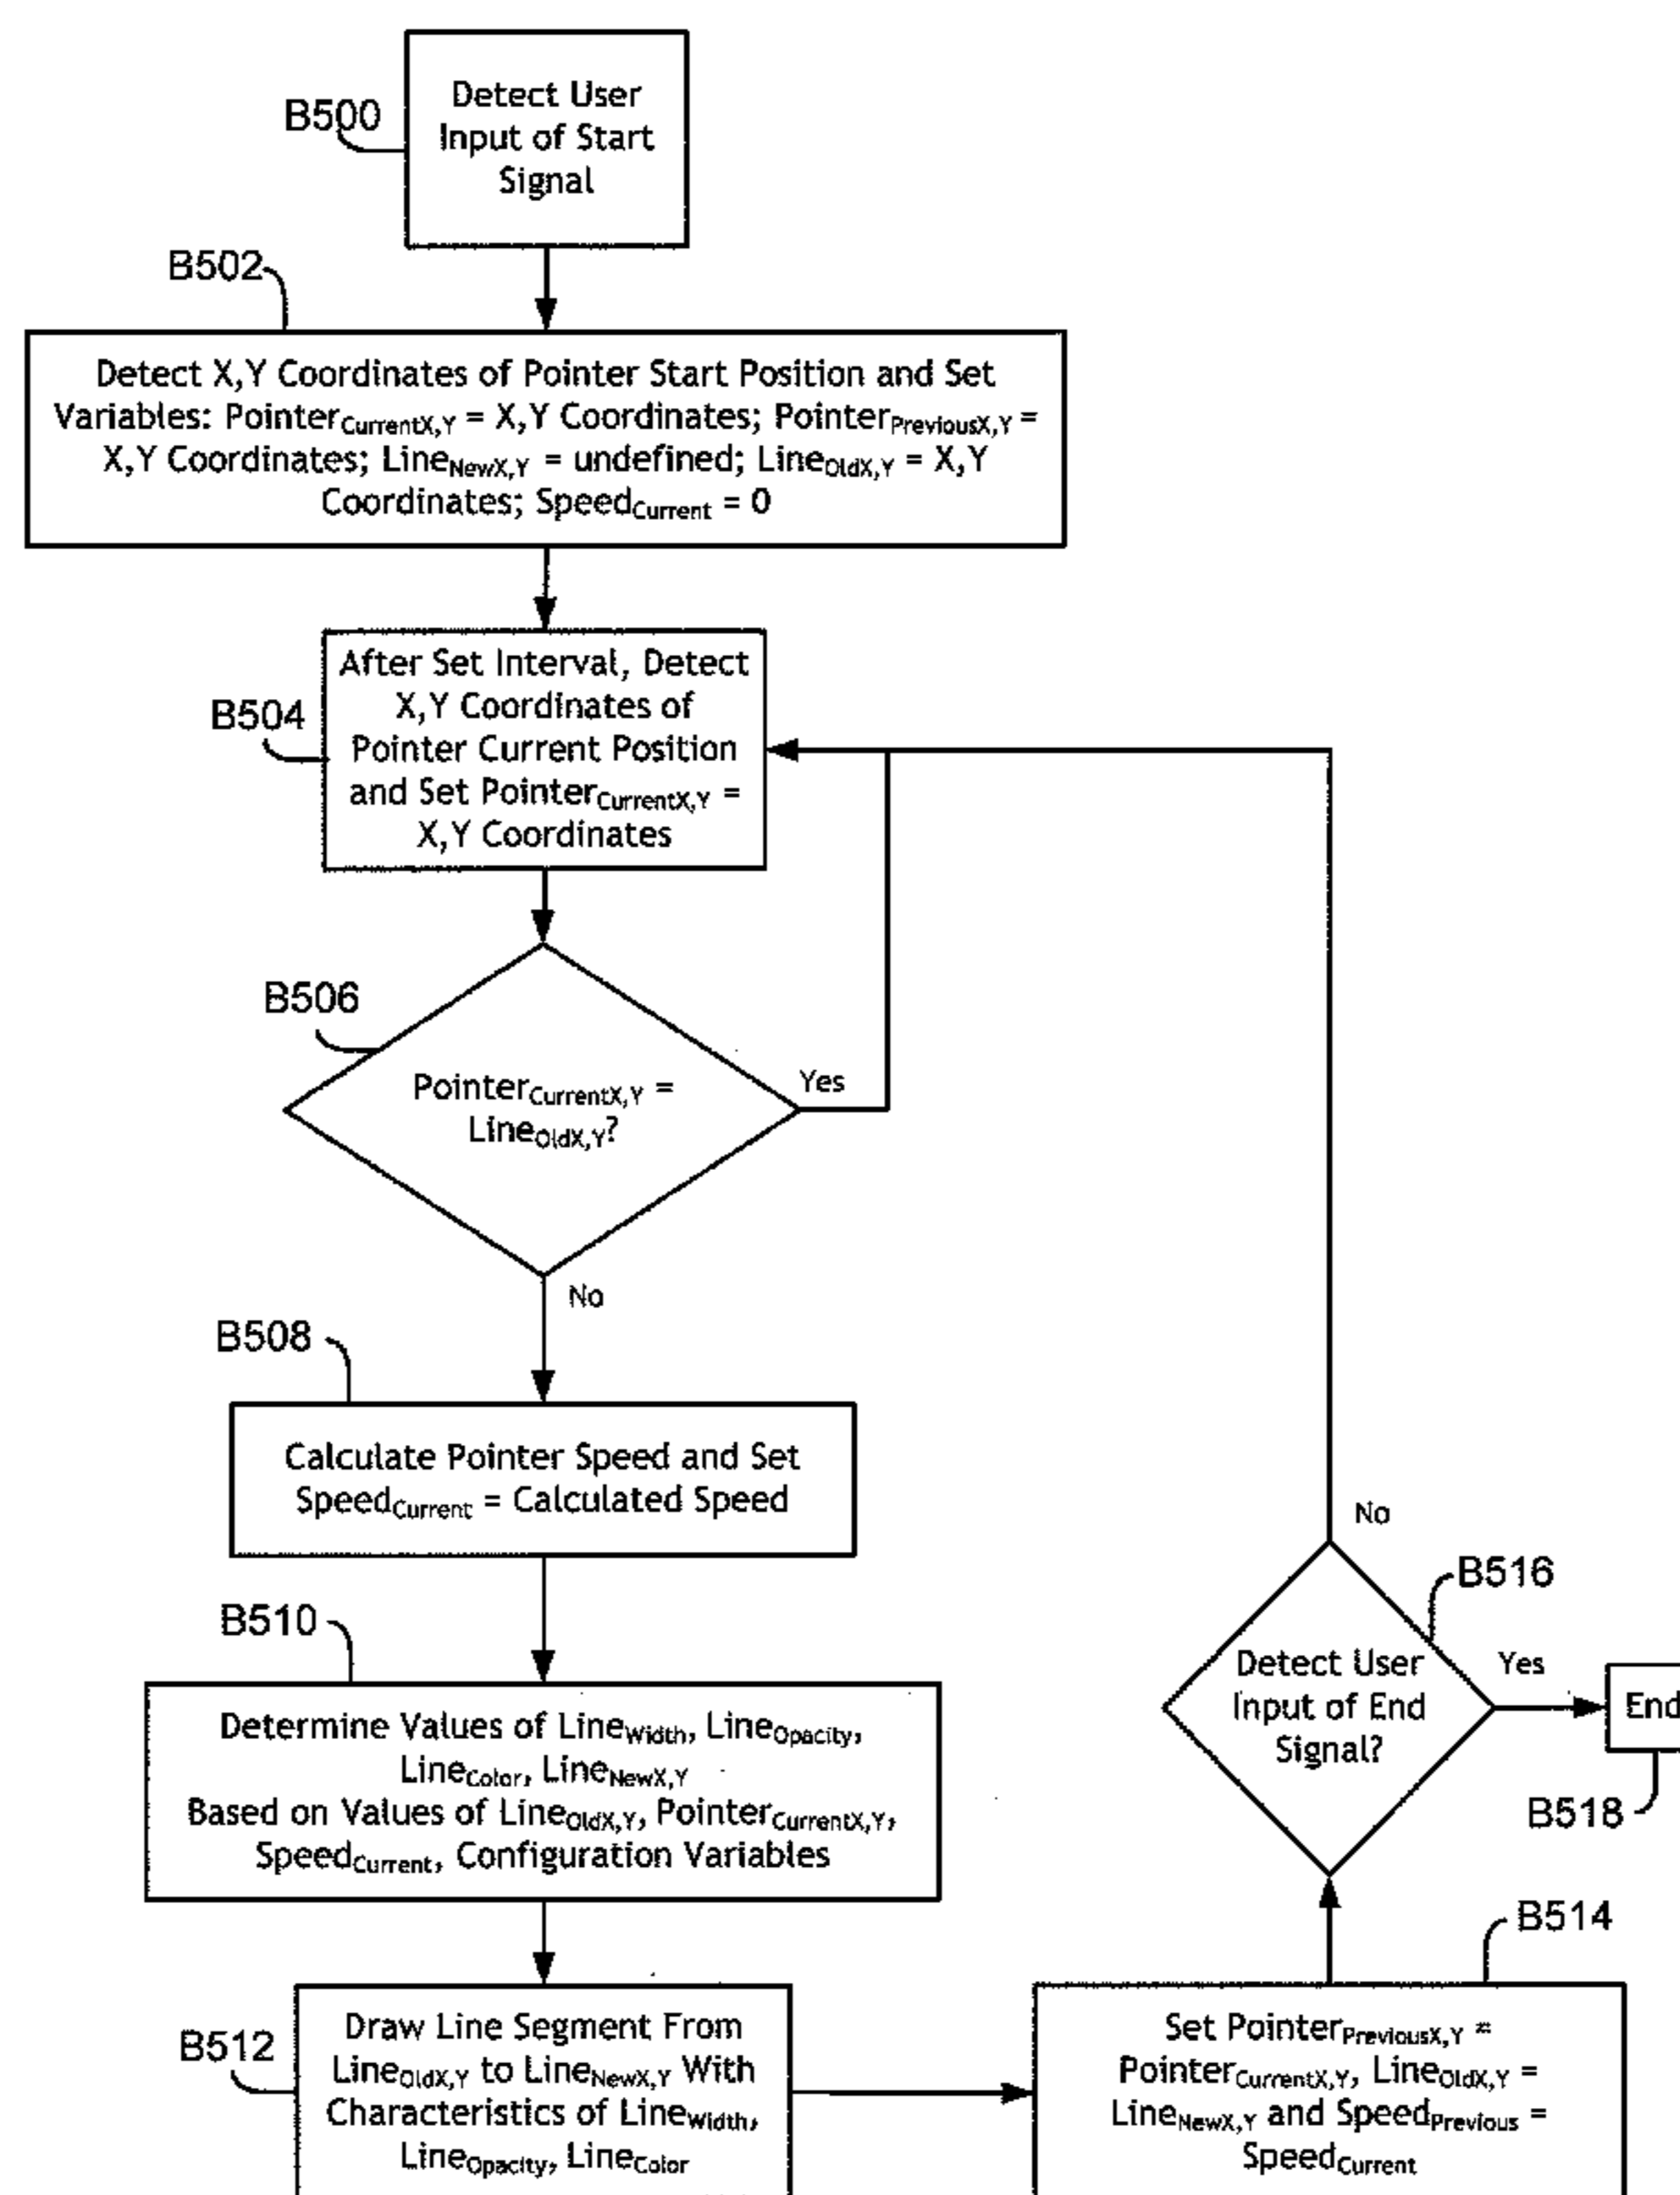 Detect User
Input of Start
Signal
B500
B502
Detect X,Y Coordinates of Pointer Start Position and Set
Variables: PointerCurrentX,Y = X,Y Coordinates; PointerPreviousX,Y =
X,Y Coordinates; LineNewX,Y = undefined; LineOldX,Y = X,Y
Coordinates; SpeedCurrent = 0
After Set Interval, Detect
X,Y Coordinates of
Pointer Current Position
and Set PointerCurrentX,Y =
X,Y Coordinates
B504
B506
PointerCurrentX,Y =
LineOldX,Y?
Yes
No
B508
Calculate Pointer Speed and Set
SpeedCurrent = Calculated Speed
B510
Determine Values of LineWidth, LineOpacity,
LineColor, LineNewX,Y
Based on Values of LineOldX,Y, PointerCurrentX,Y,
SpeedCurrent, Configuration Variables
B512
Draw Line Segment From
LineOldX,Y to LineNewX,Y With
Characteristics of LineWidth,
LineOpacity, LineColor
B514
Set PointerPreviousX,Y =
PointerCurrentX,Y, LineOldX,Y =
LineNewX,Y and SpeedPrevious =
SpeedCurrent
No
B516
Detect User
Input of End
Signal?
Yes
End
B518